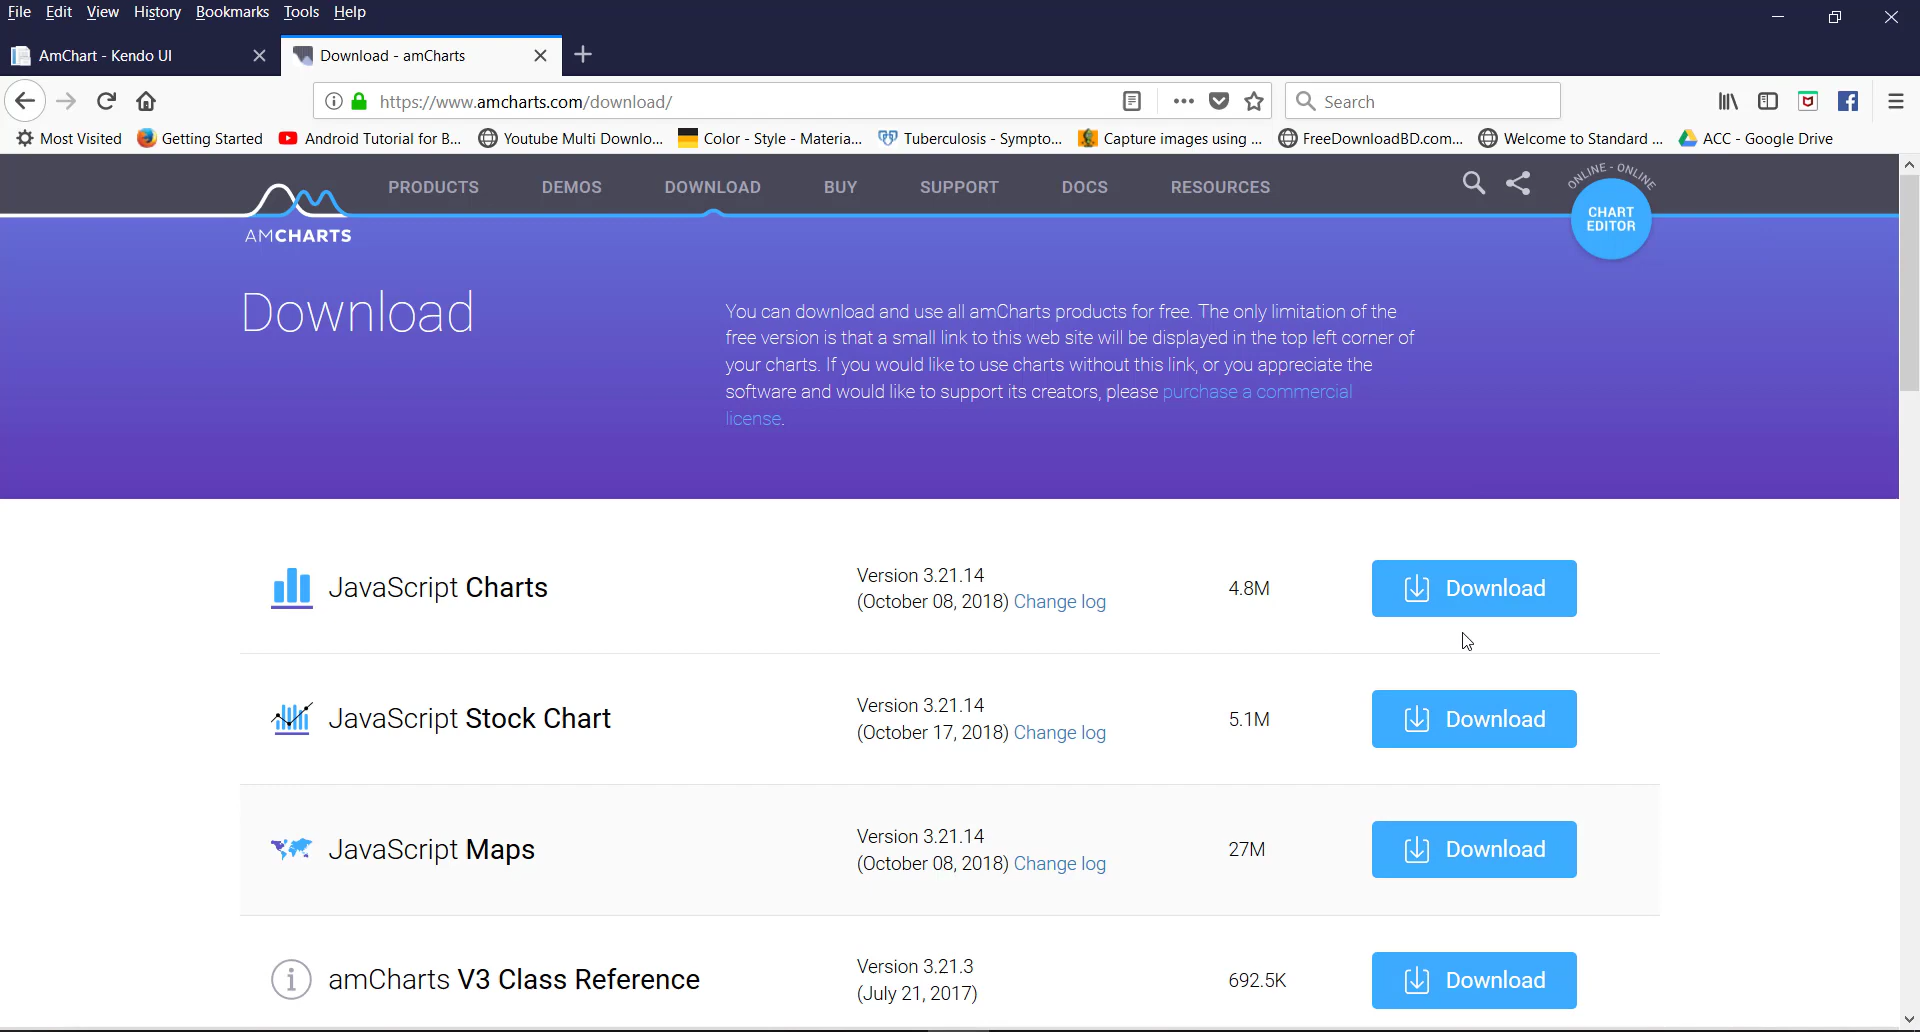 File Edit View History Bookmarks Tools Help
AmChart - Kendo UI
Download - amCharts
https://www.amcharts.com/download/
Search
Most Visited Getting Started Android Tutorial for B... Youtube Multi Downlo... Color - Style - Materia... Tuberculosis - Sympto... Capture images using ... FreeDownloadBD.com... Welcome to Standard ... ACC - Google Drive
AMCHARTS
PRODUCTS DEMOS DOWNLOAD BUY SUPPORT DOCS RESOURCES
ONLINE - ONLINE
CHART
EDITOR
Download
You can download and use all amCharts products for free. The only limitation of the
free version is that a small link to this web site will be displayed in the top left corner of
your charts. If you would like to use charts without this link, or you appreciate the
software and would like to support its creators, please purchase a commercial
license.
JavaScript Charts
Version 3.21.14
(October 08, 2018) Change log
4.8M
Download
JavaScript Stock Chart
Version 3.21.14
(October 17, 2018) Change log
5.1M
Download
JavaScript Maps
Version 3.21.14
(October 08, 2018) Change log
27M
Download
amCharts V3 Class Reference
Version 3.21.3
(July 21, 2017)
692.5K
Download